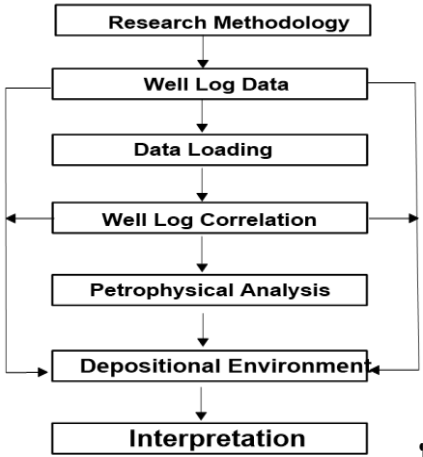 Research Methodology
Well Log Data
Data Loading
Well Log Correlation
Petrophysical Analysis
Depositional Environment
Interpretation